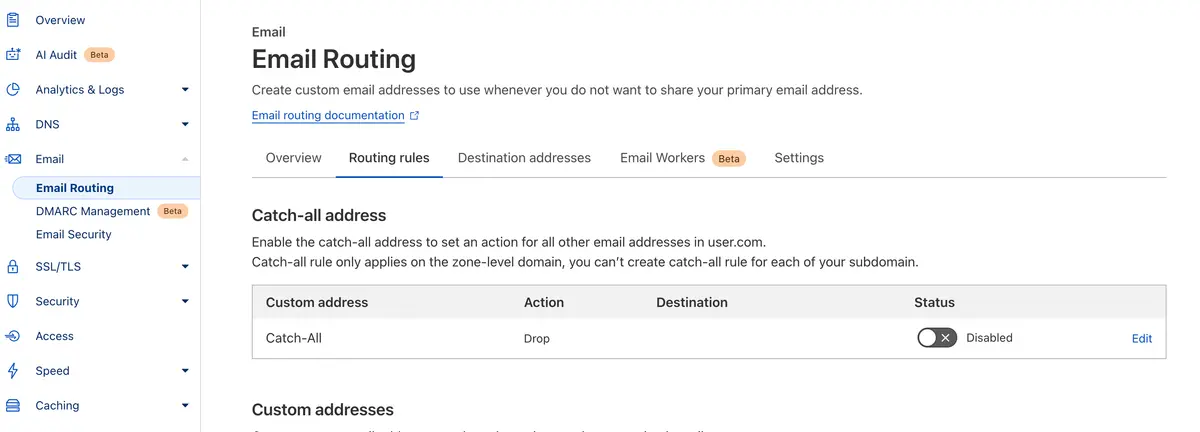 Overview
AI Audit Beta
Analytics & Logs
DNS
Email
Email Routing
DMARC Management Beta
Email Security
SSL/TLS
Security
Access
Speed
Caching
Email
Email Routing
Create custom email addresses to use whenever you do not want to share your primary email address.
Email routing documentation
Overview Routing rules Destination addresses Email Workers Beta Settings
Catch-all address
Enable the catch-all address to set an action for all other email addresses in user.com.
Catch-all rule only applies on the zone-level domain, you can’t create catch-all rule for each of your subdomain.
Custom address Action Destination Status
Catch-All Drop Disabled Edit
Custom addresses